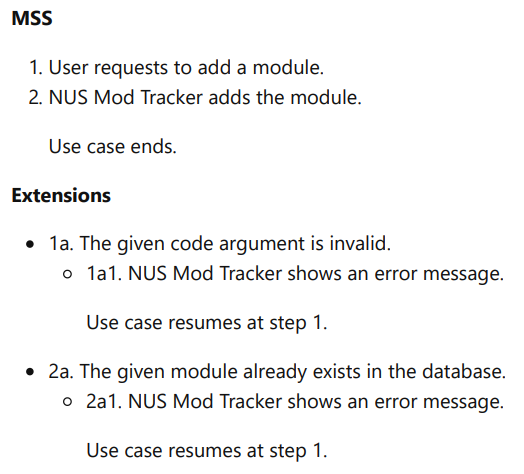 MSS
1. User requests to add a module.
2. NUS Mod Tracker adds the module.
Use case ends.
Extensions
• 1a. The given code argument is invalid.
○ 1a1. NUS Mod Tracker shows an error message.
Use case resumes at step 1.
• 2a. The given module already exists in the database.
○ 2a1. NUS Mod Tracker shows an error message.
Use case resumes at step 1.